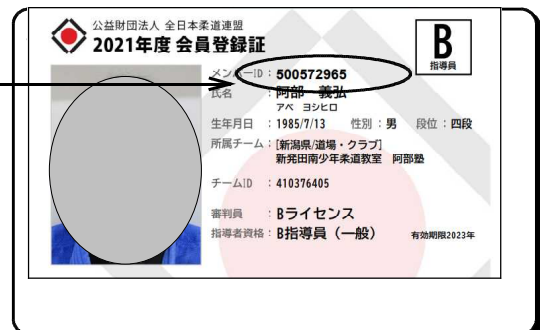 公益財団法人 全日本柔道連盟
2021年度 会員登録証
B
指導員
メンバーID : 500572965
氏名 : 阿部 義弘
アベ ヨシヒロ
生年月日 : 1985/7/13 性別 : 男 段位 : 四段
所属チーム : [新潟県/道場・クラブ]
新発田南少年柔道教室 阿部塾
チームID : 410376405
審判員 : Bライセンス
指導者資格 : B指導員（一般） 有効期限2023年